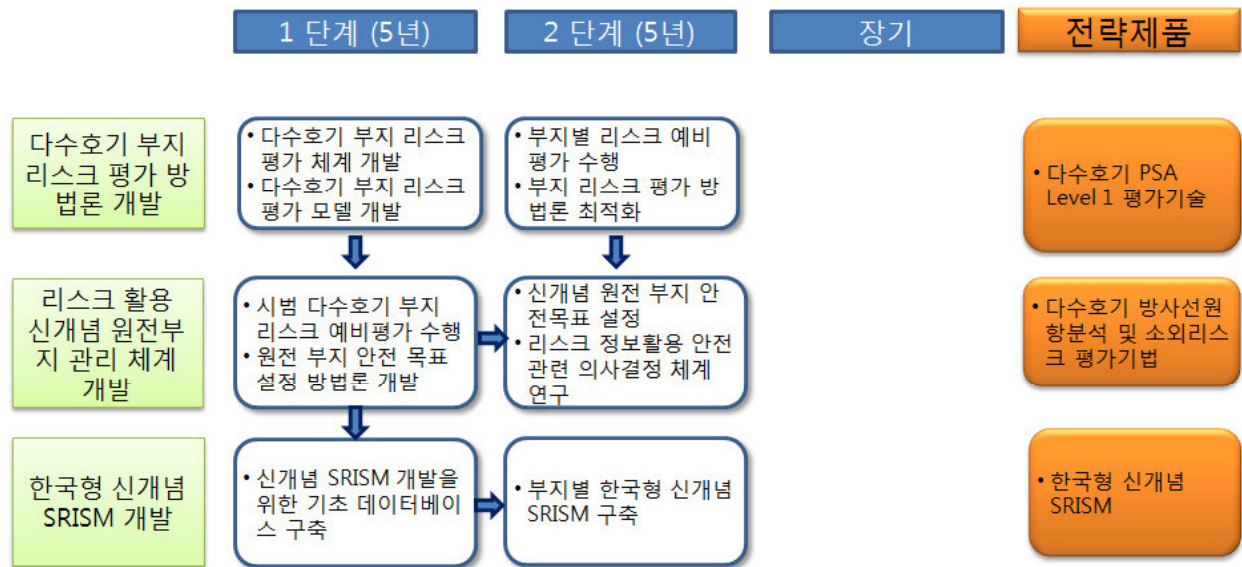 1 단계 (5년)
2 단계 (5년)
장기
전략제품
다수호기 부지
리스크 평가 방
법론 개발
• 다수호기 부지 리스크
평가 체계 개발
• 다수호기 부지 리스크
평가 모델 개발
• 부지별 리스크 예비
평가 수행
• 부지 리스크 평가 방
법론 최적화
• 다수호기 PSA
Level 1 평가기술
리스크 활용
신개념 원전부
지 관리 체계
개발
• 시범 다수호기 부지
리스크 예비평가 수행
• 원전 부지 안전 목표
설정 방법론 개발
• 신개념 원전 부지 안
전목표 설정
• 리스크 정보활용 안전
관련 의사결정 체계
연구
• 다수호기 방사선원
항분석 및 소외리스
크 평가기법
한국형 신개념
SRISM 개발
• 신개념 SRISM 개발을
위한 기초 데이터베이
스 구축
• 부지별 한국형 신개념
SRISM 구축
• 한국형 신개념
SRISM